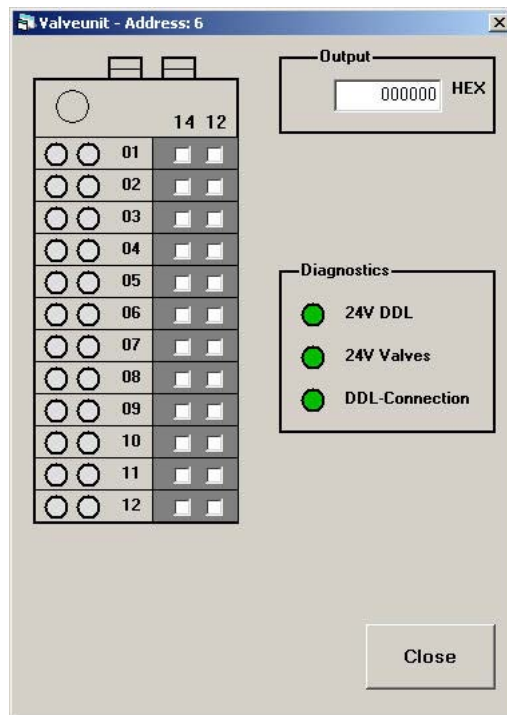 Valveunit - Address: 6
14 12
01
02
03
04
05
06
07
08
09
10
11
12
Output
000000 HEX
Diagnostics
24V DDL
24V Valves
DDL-Connection
Close